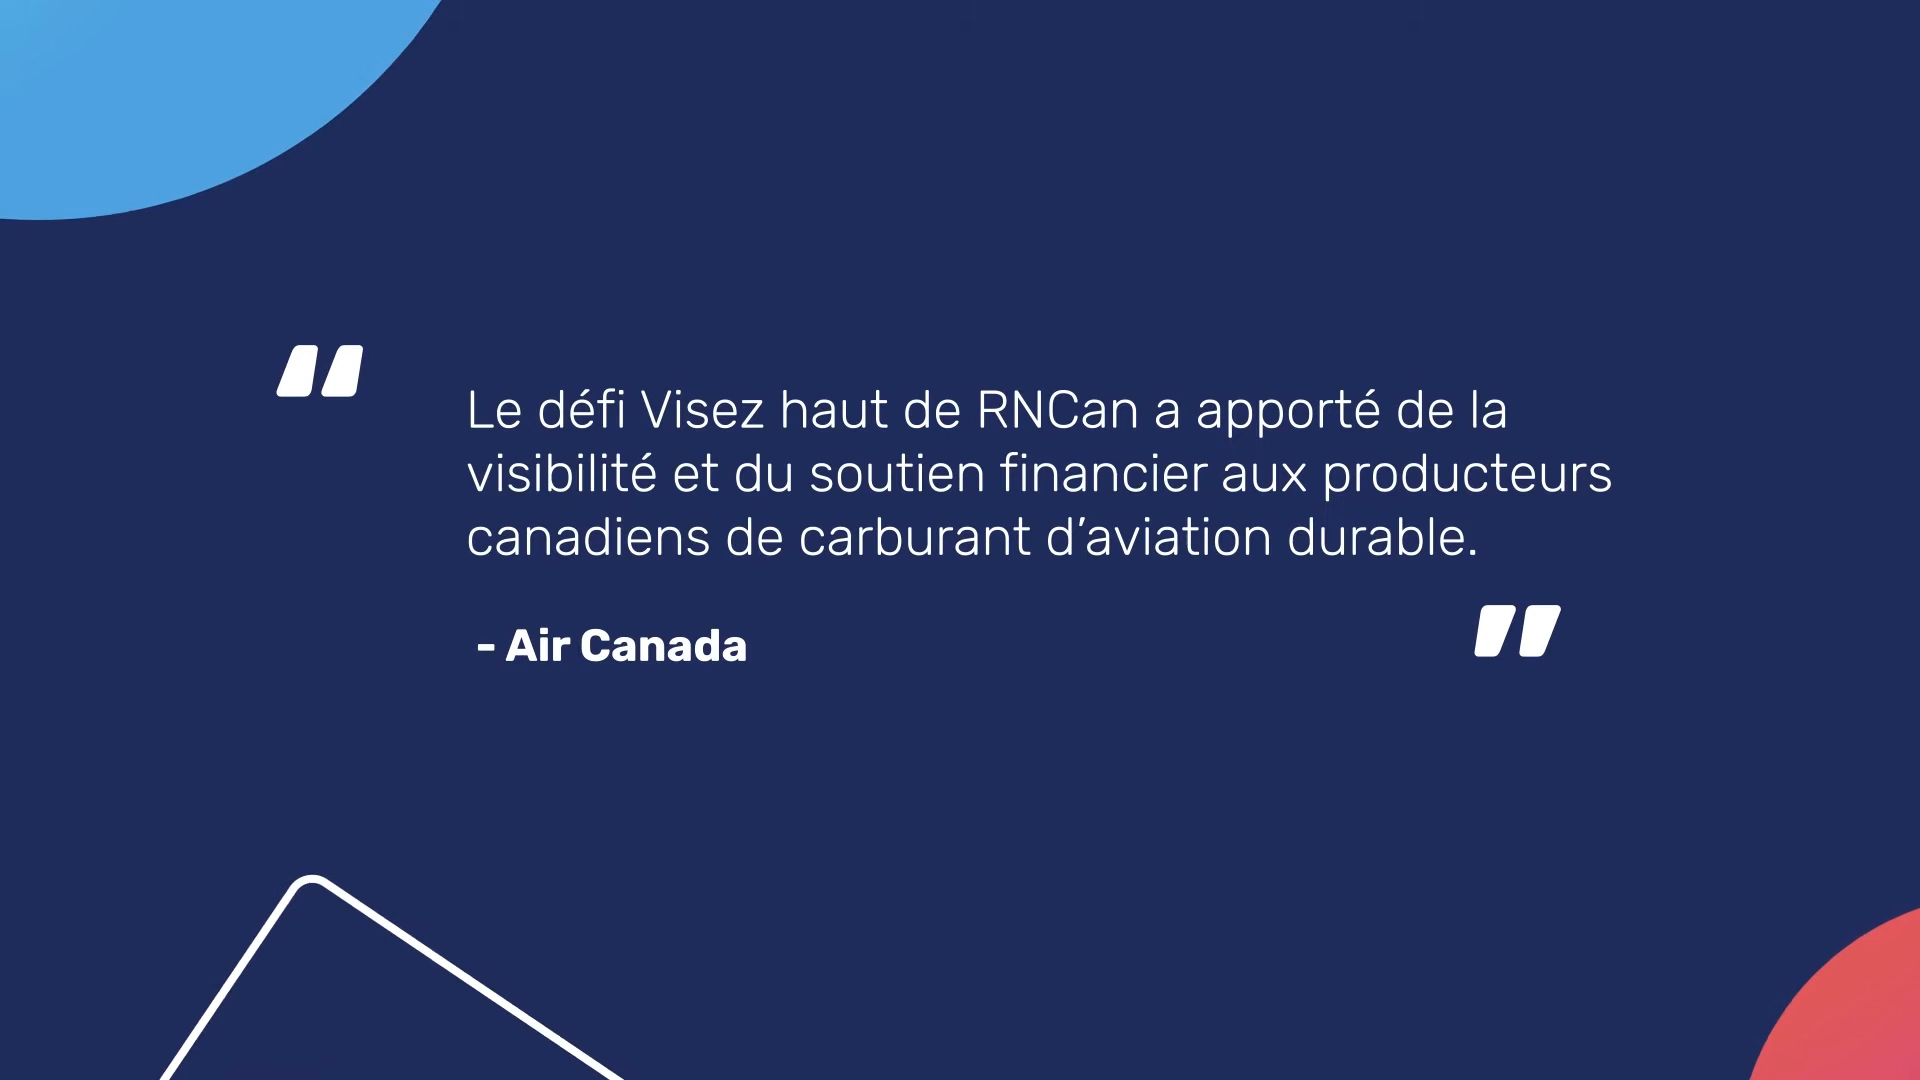 “
Le défi Visez haut de RNCan a apporté de la
visibilité et du soutien financier aux producteurs
canadiens de carburant d’aviation durable.
”
- Air Canada